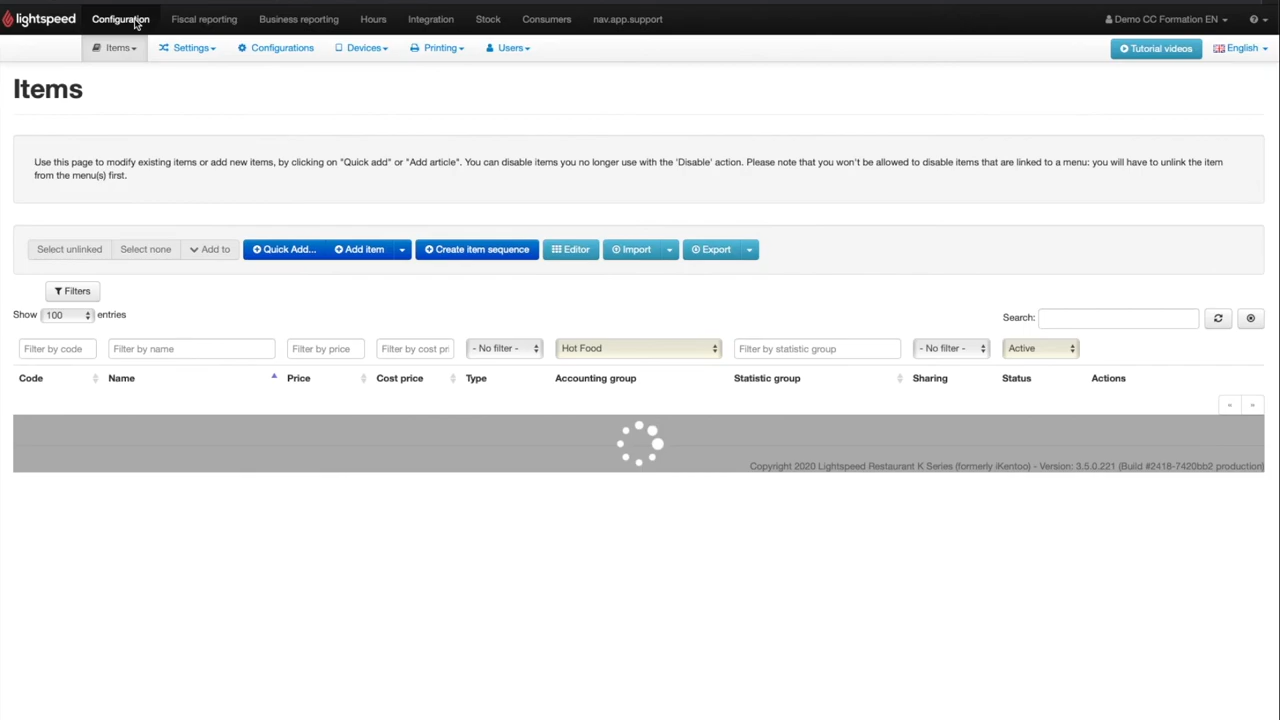 lightspeed Configuration Fiscal reporting Business reporting Hours Integration Stock Consumers nav.app.support Demo CC Formation EN
Items Settings Configurations Devices Printing Users Tutorial videos English
Items
Use this page to modify existing items or add new items, by clicking on "Quick add" or "Add article". You can disable items you no longer use with the 'Disable' action. Please note that you won't be allowed to disable items that are linked to a menu: you will have to unlink the item
from the menu(s) first.
Select unlinked Select none Add to Quick Add... Add item Create item sequence Editor Import Export
Filters
Show 100 entries Search:
Filter by code Filter by name Filter by price Filter by cost pri - No filter - Hot Food Filter by statistic group - No filter - Active
Code Name Price Cost price Type Accounting group Statistic group Sharing Status Actions
« »
Copyright 2020 Lightspeed Restaurant K Series (formerly iKentoo) - Version: 3.5.0.221 (Build #2418-7420bb2 production)